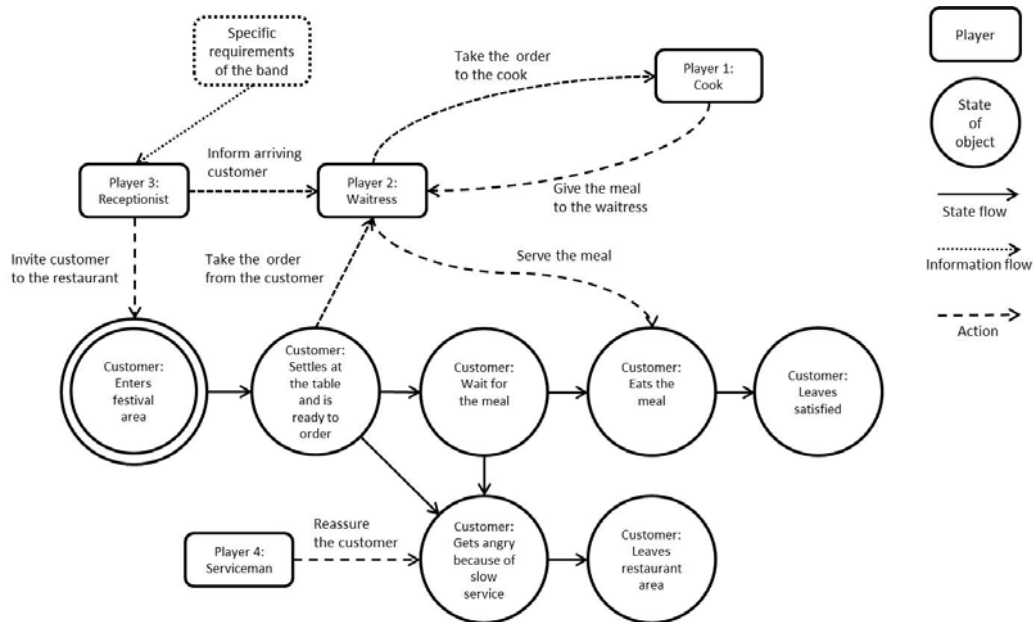 Specific
requirements
of the band
Take the order
to the cook
Player 1:
Cook
Player
State
of
object
Inform arriving
customer
Player 3:
Receptionist
Player 2:
Waitress
Give the meal
to the waitress
State flow
Invite customer
to the restaurant
Take the order
from the customer
Serve the meal
Information flow
Action
Customer:
Enters
festival
area
Customer:
Settles at
the table
and is
ready to
order
Customer:
Wait for
the meal
Customer:
Eats the
meal
Customer:
Leaves
satisfied
Reassure
the customer
Player 4:
Serviceman
Customer:
Gets angry
because of
slow
service
Customer:
Leaves
restaurant
area